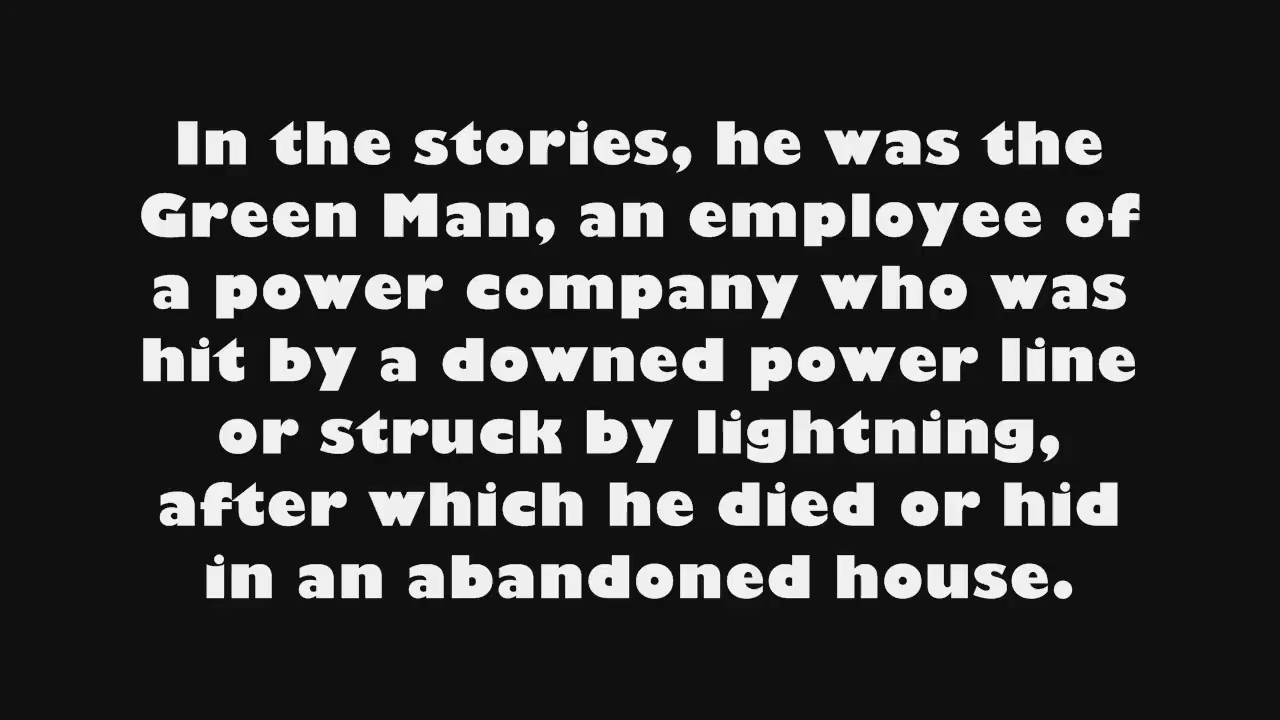 In the stories, he was the
Green Man, an employee of
a power company who was
hit by a downed power line
or struck by lightning,
after which he died or hid
in an abandoned house.